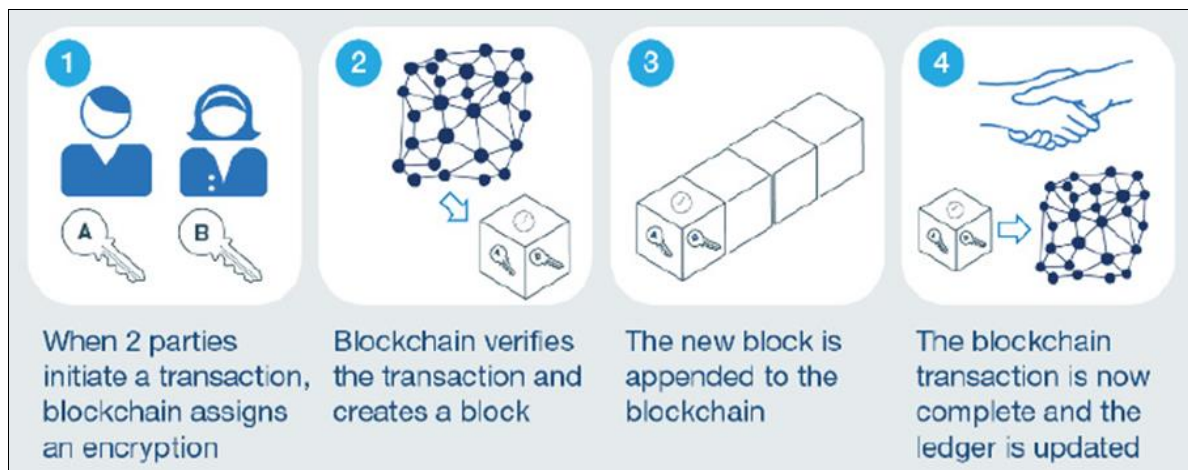 1
A
B
When 2 parties
initiate a transaction,
blockchain assigns
an encryption
2
A
B
Blockchain verifies
the transaction and
creates a block
3
A
B
The new block is
appended to the
blockchain
4
The blockchain
transaction is now
complete and the
ledger is updated